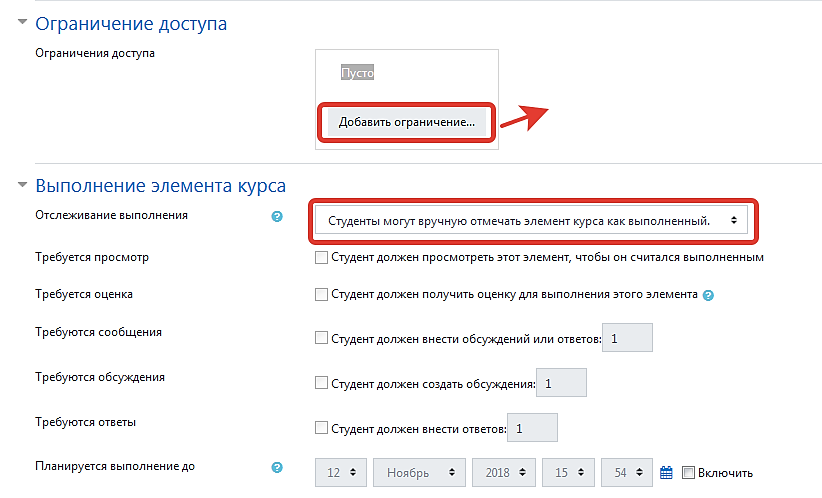 Ограничение доступа
Ограничения доступа
Пусто
Добавить ограничение...
Выполнение элемента курса
Отслеживание выполнения
Студенты могут вручную отмечать элемент курса как выполненный.
Требуется просмотр
Студент должен просмотреть этот элемент, чтобы он считался выполненным
Требуется оценка
Студент должен получить оценку для выполнения этого элемента
Требуются сообщения
Студент должен внести обсуждений или ответов: 1
Требуются обсуждения
Студент должен создать обсуждения: 1
Требуются ответы
Студент должен внести ответов: 1
Планируется выполнение до
12 Ноябрь 2018 15 54 Включить